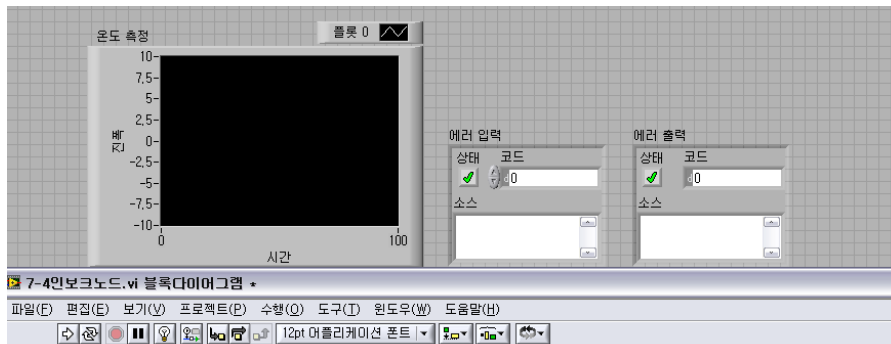 온도 측정
플롯 0
10
7,5
5
2,5
0
-2,5
-5
-7,5
-10
진폭
0
100
시간
에러 입력
상태 코드
d 0
소스
에러 출력
상태 코드
d 0
소스
7-4인보크노드.vi 블록다이어그램 *
파일(F) 편집(E) 보기(V) 프로젝트(P) 수행(O) 도구(T) 윈도우(W) 도움말(H)
12pt 어플리케이션 폰트